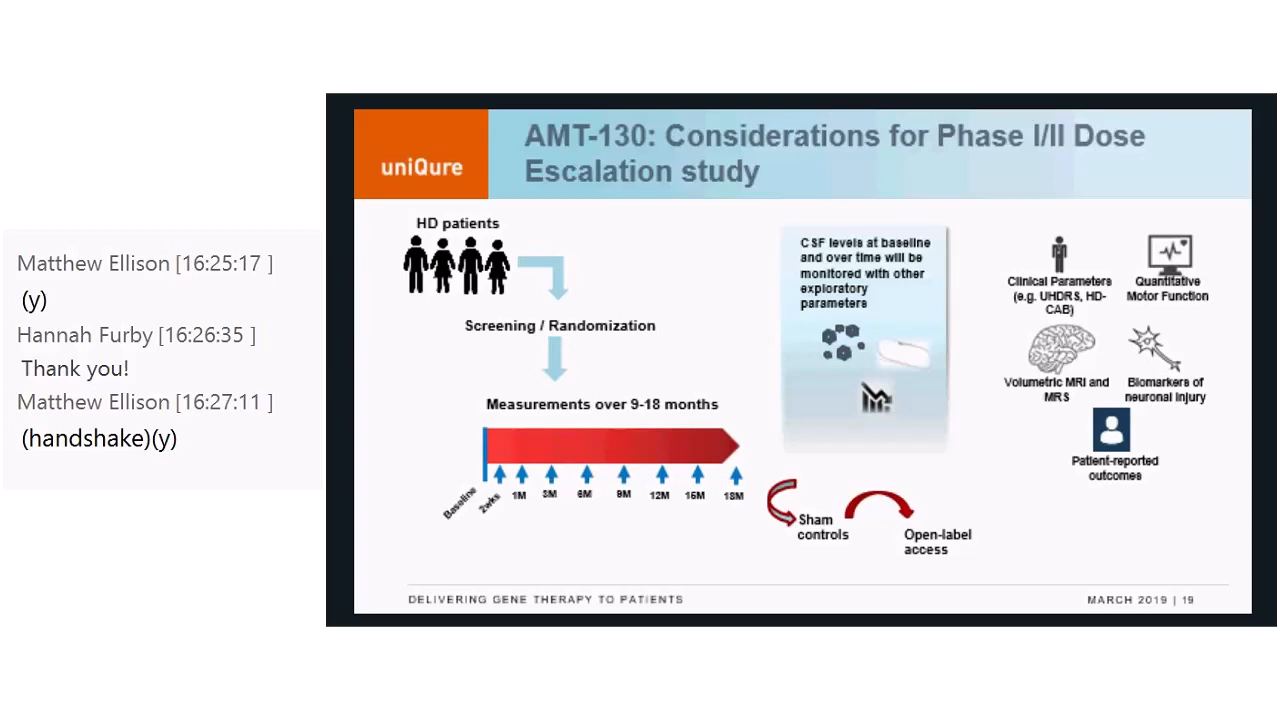 Matthew Ellison [16:25:17 ]
(y)
Hannah Furby [16:26:35 ]
Thank you!
Matthew Ellison [16:27:11 ]
(handshake)(y)
uniQure
AMT-130: Considerations for Phase I/II Dose
Escalation study
HD patients
Screening / Randomization
Measurements over 9-18 months
Baseline
2wks
1M
3M
6M
9M
12M
15M
18M
CSF levels at baseline
and over time will be
monitored with other
exploratory
parameters
Sham
controls
Open-label
access
Clinical Parameters
(e.g. UHDRS, HD-
CAB)
Quantitative
Motor Function
Volumetric MRI and
MRS
Biomarkers of
neuronal injury
Patient-reported
outcomes
DELIVERING GENE THERAPY TO PATIENTS
MARCH 2019 | 19